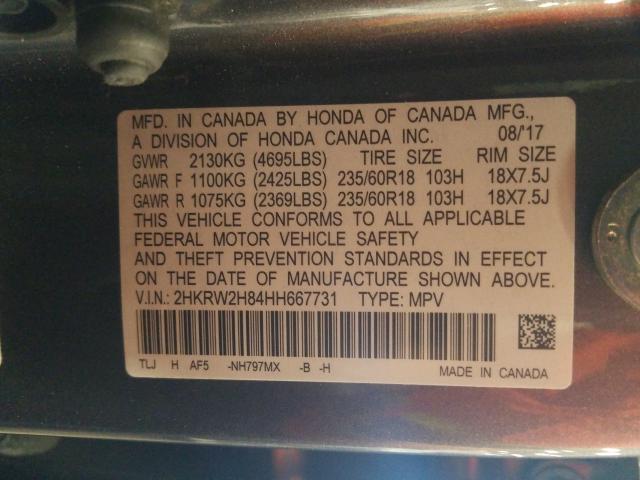 MFD. IN CANADA BY HONDA OF CANADA MFG.,
A DIVISION OF HONDA CANADA INC. 08/'17
GVWR 2130KG (4695LBS) TIRE SIZE RIM SIZE
GAWR F 1100KG (2425LBS) 235/60R18 103H 18X7.5J
GAWR R 1075KG (2369LBS) 235/60R18 103H 18X7.5J
THIS VEHICLE CONFORMS TO ALL APPLICABLE
FEDERAL MOTOR VEHICLE SAFETY
AND THEFT PREVENTION STANDARDS IN EFFECT
ON THE DATE OF MANUFACTURE SHOWN ABOVE.
V.I.N.: 2HKRW2H84HH667731 TYPE: MPV
TLJ H AF5 -NH797MX -B -H
MADE IN CANADA